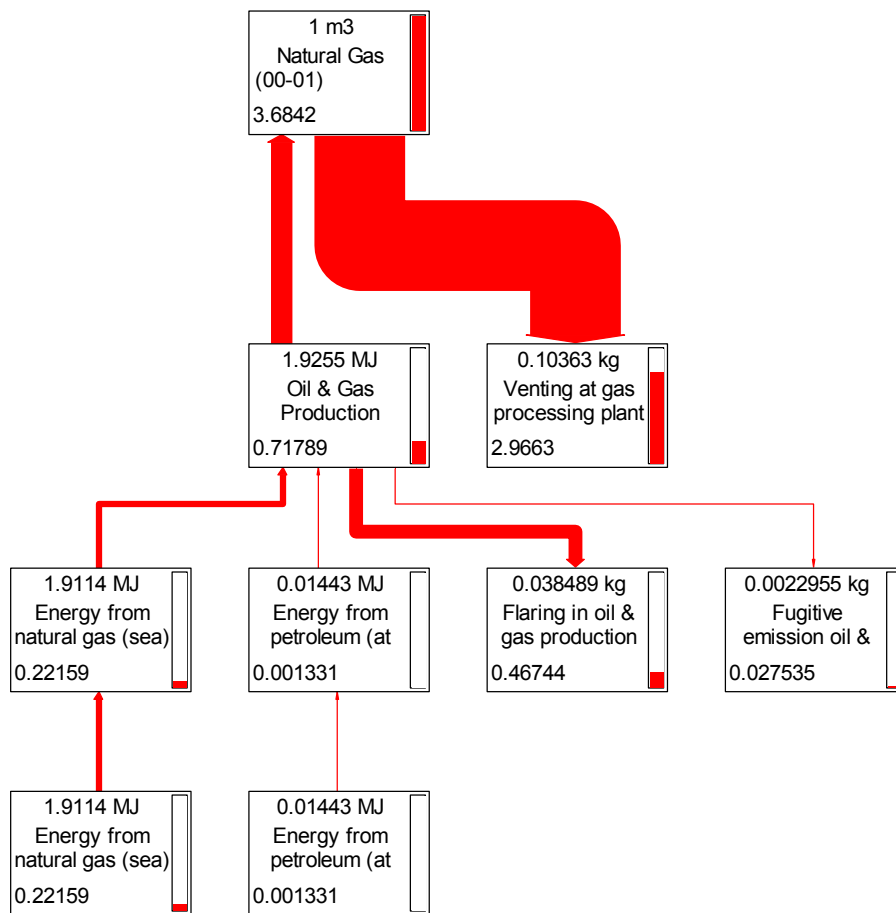 1 m3
Natural Gas
(00-01)
3.6842
1.9255 MJ
Oil & Gas
Production
0.71789
0.10363 kg
Venting at gas
processing plant
2.9663
1.9114 MJ
Energy from
natural gas (sea)
0.22159
0.01443 MJ
Energy from
petroleum (at
0.001331
0.038489 kg
Flaring in oil &
gas production
0.46744
0.0022955 kg
Fugitive
emission oil &
0.027535
1.9114 MJ
Energy from
natural gas (sea)
0.22159
0.01443 MJ
Energy from
petroleum (at
0.001331